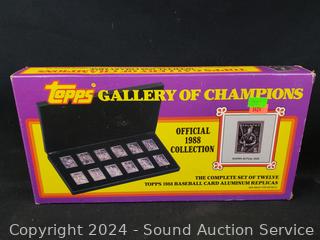 topps GALLERY OF CHAMPIONS
OFFICIAL
1988
COLLECTION
THE COMPLETE SET OF TWELVE
TOPPS 1988 BASEBALL CARD ALUMINUM REPLICAS
Copyright 2024 - Sound Auction Service